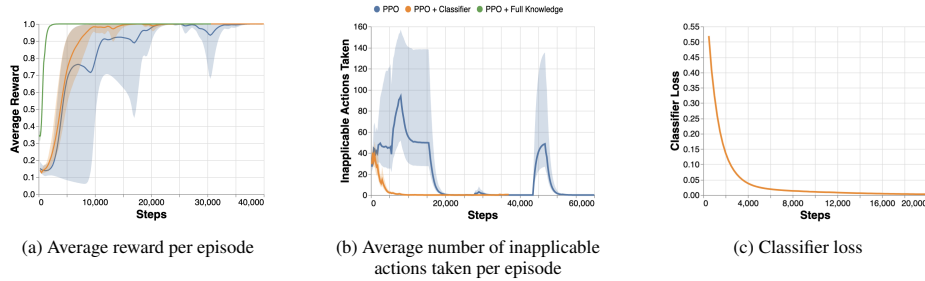 PPO PPO + Classifier PPO + Full Knowledge
Average Reward
1.0
0.9
0.8
0.7
0.6
0.5
0.4
0.3
0.2
0.1
0.0
0 10,000 20,000 30,000 40,000
Steps
(a) Average reward per episode
Inapplicable Actions Taken
160
140
120
100
80
60
40
20
0
0 20,000 40,000 60,000
Steps
(b) Average number of inapplicable
actions taken per episode
Classifier Loss
0.55
0.50
0.45
0.40
0.35
0.30
0.25
0.20
0.15
0.10
0.05
0.00
0 4,000 8,000 12,000 16,000 20,000
Steps
(c) Classifier loss